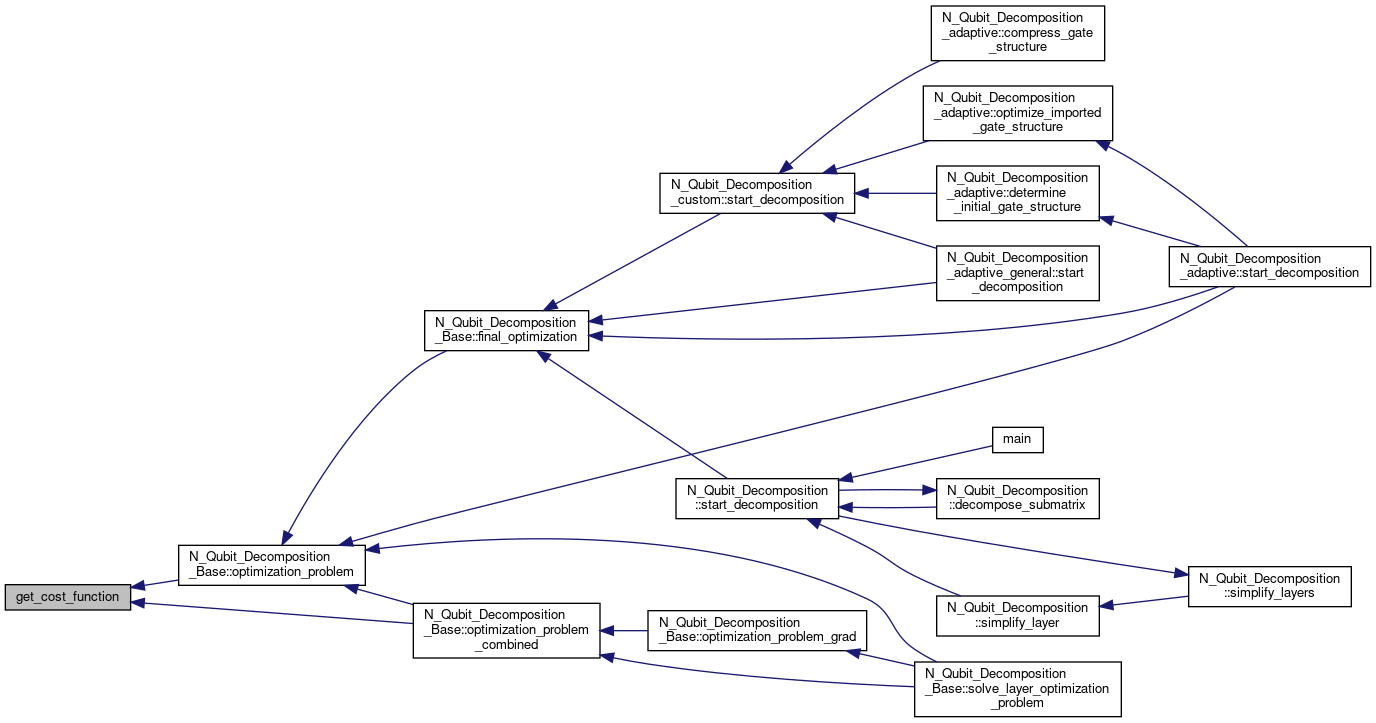 N_Qubit_Decomposition
_adaptive::compress_gate
_structure
N_Qubit_Decomposition
_adaptive::optimize_imported
_gate_structure
N_Qubit_Decomposition
_custom::start_decomposition
N_Qubit_Decomposition
_adaptive::determine
_initial_gate_structure
N_Qubit_Decomposition
_adaptive_general::start
_decomposition
N_Qubit_Decomposition
_adaptive::start_decomposition
N_Qubit_Decomposition
_Base::final_optimization
main
N_Qubit_Decomposition
::start_decomposition
N_Qubit_Decomposition
::decompose_submatrix
N_Qubit_Decomposition
_Base::optimization_problem
get_cost_function
N_Qubit_Decomposition
::simplify_layers
N_Qubit_Decomposition
::simplify_layer
N_Qubit_Decomposition
_Base::optimization_problem
_combined
N_Qubit_Decomposition
_Base::optimization_problem_grad
N_Qubit_Decomposition
_Base::solve_layer_optimization
_problem